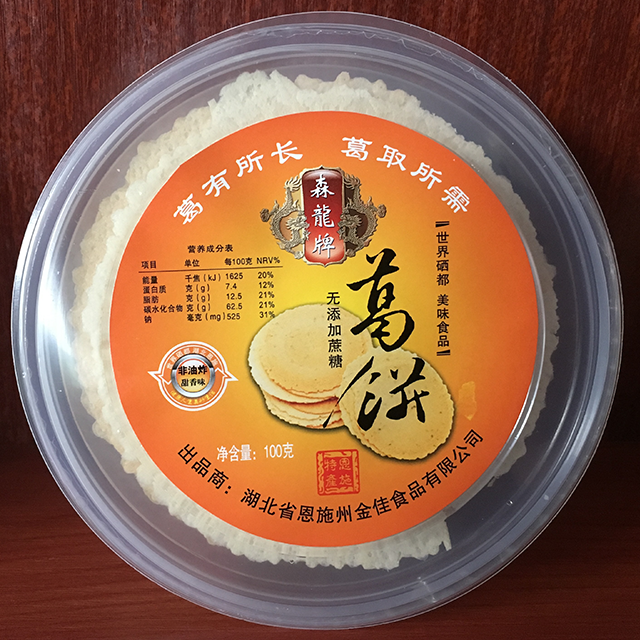 葛有所长 葛取所需
森龍牌
世界硒都 美味食品
营养成分表
项目 单位 每100克 NRV%
能量 千焦(kJ) 1625 20%
蛋白质 克(g) 7.4 12%
脂肪 克(g) 12.5 21%
碳水化合物 克(g) 62.5 21%
钠 毫克(mg) 525 31%
葛餅
无添加蔗糖
非油炸
甜香味
净含量：100克
恩施
特産
出品商：湖北省恩施州金佳食品有限公司